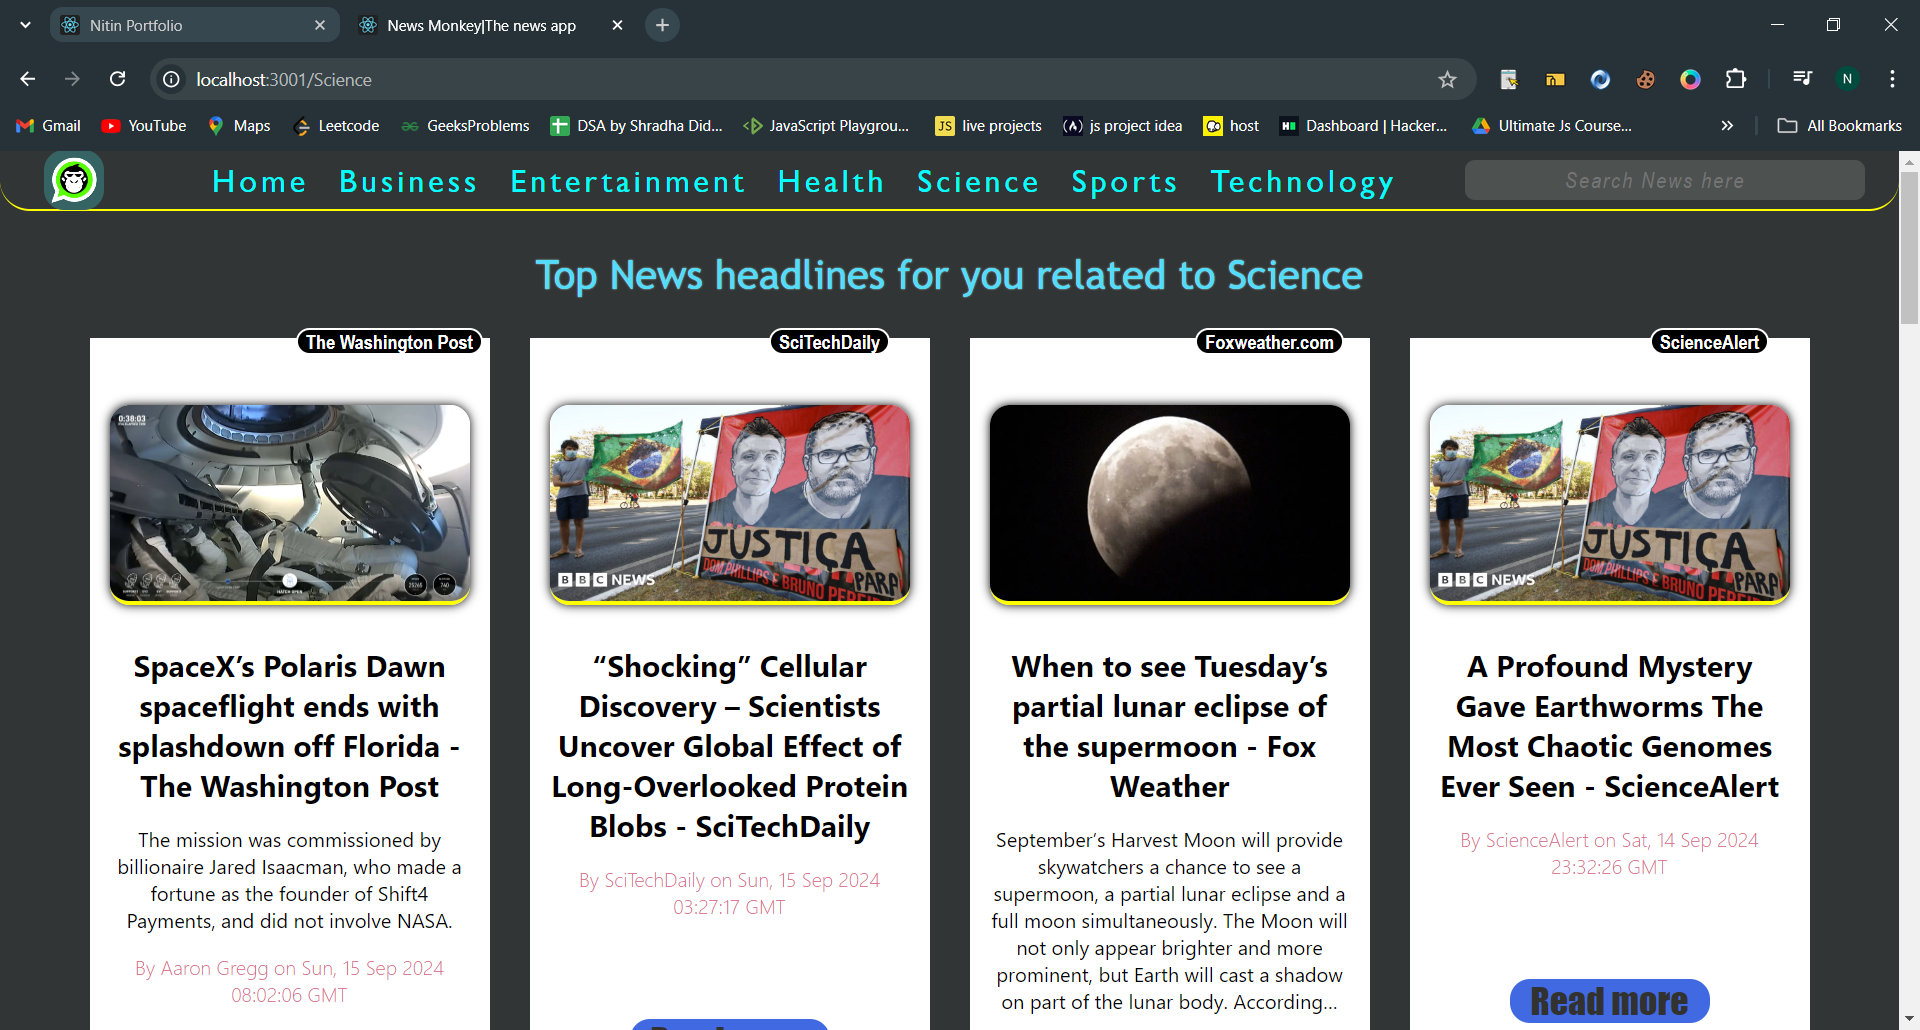 Nitin Portfolio
News Monkey|The news app
localhost:3001/Science
N
Gmail
YouTube
Maps
Leetcode
GeeksProblems
DSA by Shradha Did...
JavaScript Playgrou...
JS live projects
(A) js project idea
host
Dashboard | Hacker...
Ultimate Js Course...
All Bookmarks
Home
Business
Entertainment
Health
Science
Sports
Technology
Search News here
Top News headlines for you related to Science
The Washington Post
0:38:03
HATCH OPEN
SpaceX’s Polaris Dawn
spaceflight ends with
splashdown off Florida -
The Washington Post
The mission was commissioned by
billionaire Jared Isaacman, who made a
fortune as the founder of Shift4
Payments, and did not involve NASA.
By Aaron Gregg on Sun, 15 Sep 2024
08:02:06 GMT
SciTechDaily
JUSTIÇA
PARA
DOM PHILLIPS E BRUNO PEREIRA
BBC NEWS
“Shocking” Cellular
Discovery – Scientists
Uncover Global Effect of
Long-Overlooked Protein
Blobs - SciTechDaily
By SciTechDaily on Sun, 15 Sep 2024
03:27:17 GMT
Read more
Foxweather.com
When to see Tuesday’s
partial lunar eclipse of
the supermoon - Fox
Weather
September’s Harvest Moon will provide
skywatchers a chance to see a
supermoon, a partial lunar eclipse and a
full moon simultaneously. The Moon will
not only appear brighter and more
prominent, but Earth will cast a shadow
on part of the lunar body. According...
ScienceAlert
JUSTIÇA
PARA
DOM PHILLIPS E BRUNO PEREIRA
BBC NEWS
A Profound Mystery
Gave Earthworms The
Most Chaotic Genomes
Ever Seen - ScienceAlert
By ScienceAlert on Sat, 14 Sep 2024
23:32:26 GMT
Read more